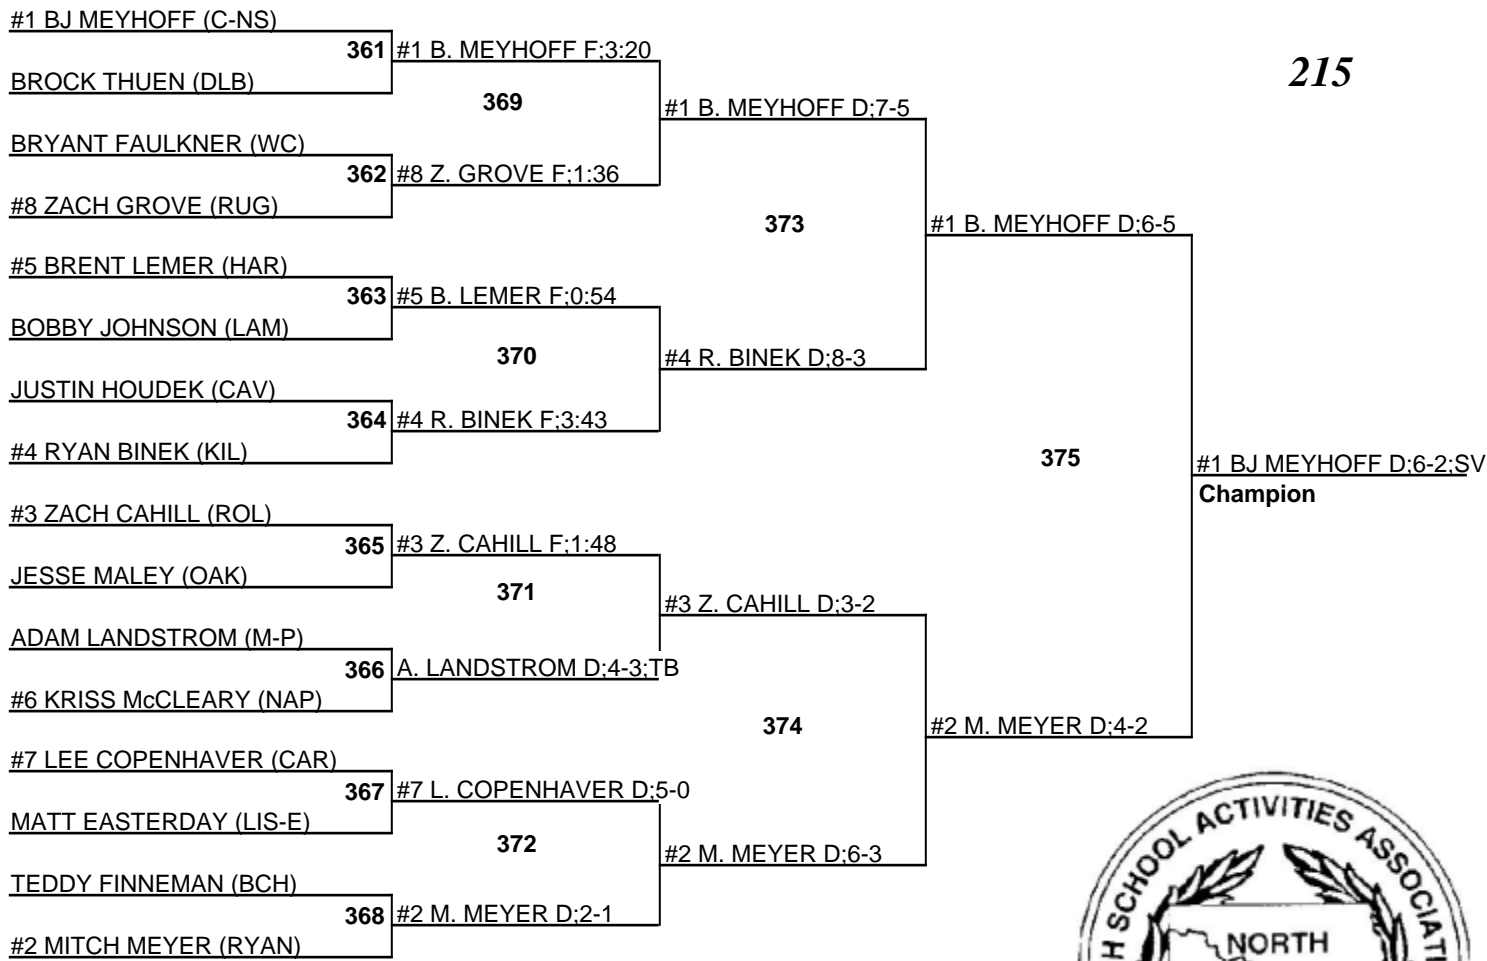 #1 BJ MEYHOFF (C-NS)
361 #1 B. MEYHOFF F;3:20
215
BROCK THUEN (DLB)
369
#1 B. MEYHOFF D;7-5
BRYANT FAULKNER (WC)
362 #8 Z. GROVE F;1:36
#8 ZACH GROVE (RUG)
373
#1 B. MEYHOFF D;6-5
#5 BRENT LEMER (HAR)
363 #5 B. LEMER F;0:54
BOBBY JOHNSON (LAM)
370
#4 R. BINEK D;8-3
JUSTIN HOUDEK (CAV)
364 #4 R. BINEK F;3:43
#4 RYAN BINEK (KIL)
375
#1 BJ MEYHOFF D;6-2;SV
Champion
#3 ZACH CAHILL (ROL)
365 #3 Z. CAHILL F;1:48
JESSE MALEY (OAK)
371
#3 Z. CAHILL D;3-2
ADAM LANDSTROM (M-P)
366 A. LANDSTROM D;4-3;TB
#6 KRISS McCLEARY (NAP)
374
#2 M. MEYER D;4-2
#7 LEE COPENHAVER (CAR)
367 #7 L. COPENHAVER D;5-0
MATT EASTERDAY (LIS-E)
372
#2 M. MEYER D;6-3
TEDDY FINNEMAN (BCH)
368 #2 M. MEYER D;2-1
#2 MITCH MEYER (RYAN)
H SCHOOL ACTIVITIES ASSOCIATI
NORTH